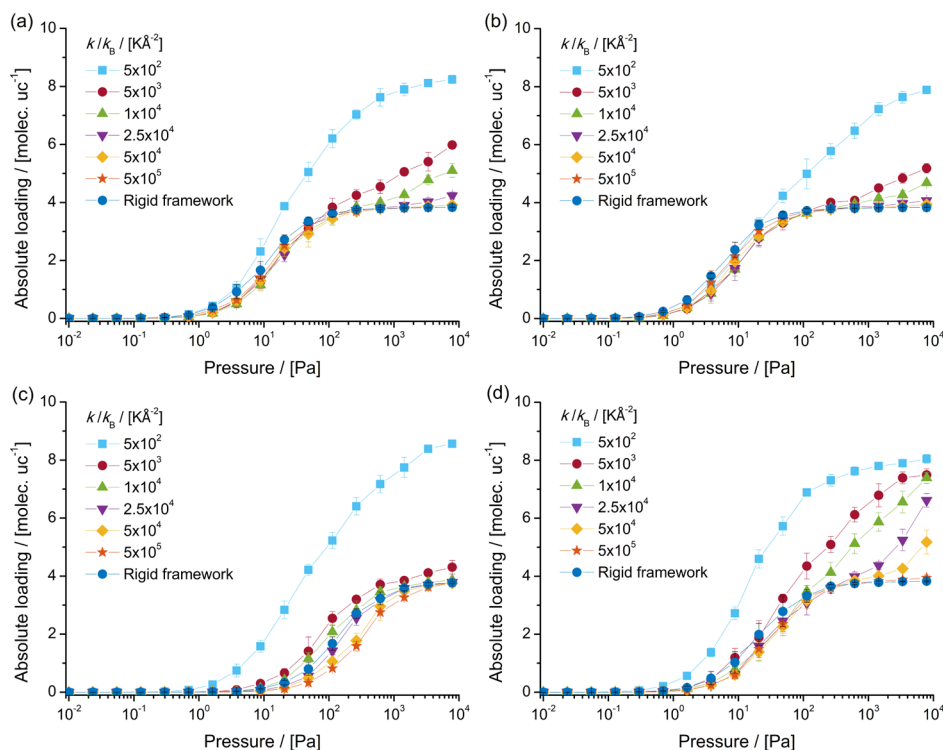 (a)
k/k_B / [KÅ⁻²]
5x10²
5x10³
1x10⁴
2.5x10⁴
5x10⁴
5x10⁵
Rigid framework
Absolute loading / [molec. uc⁻¹]
0
2
4
6
8
10
10⁻² 10⁻¹ 10⁰ 10¹ 10² 10³ 10⁴
Pressure / [Pa]
(b)
k/k_B / [KÅ⁻²]
5x10²
5x10³
1x10⁴
2.5x10⁴
5x10⁴
5x10⁵
Rigid framework
Absolute loading / [molec. uc⁻¹]
0
2
4
6
8
10
10⁻² 10⁻¹ 10⁰ 10¹ 10² 10³ 10⁴
Pressure / [Pa]
(c)
k/k_B / [KÅ⁻²]
5x10²
5x10³
1x10⁴
2.5x10⁴
5x10⁴
5x10⁵
Rigid framework
Absolute loading / [molec. uc⁻¹]
0
2
4
6
8
10
10⁻² 10⁻¹ 10⁰ 10¹ 10² 10³ 10⁴
Pressure / [Pa]
(d)
k/k_B / [KÅ⁻²]
5x10²
5x10³
1x10⁴
2.5x10⁴
5x10⁴
5x10⁵
Rigid framework
Absolute loading / [molec. uc⁻¹]
0
2
4
6
8
10
10⁻² 10⁻¹ 10⁰ 10¹ 10² 10³ 10⁴
Pressure / [Pa]